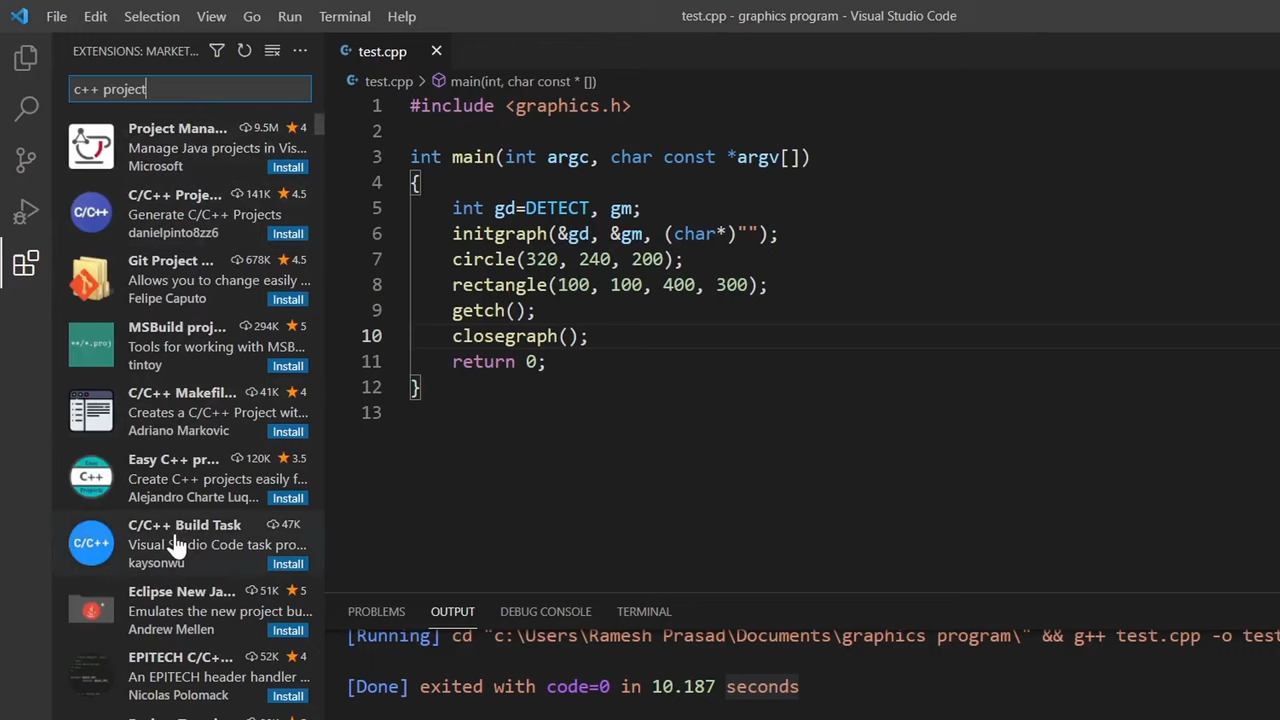 File Edit Selection View Go Run Terminal Help
test.cpp - graphics program - Visual Studio Code
EXTENSIONS: MARKET...
c++ project
Project Mana... 9.5M 4
Manage Java projects in Vis...
Microsoft Install
C/C++ C/C++ Proje... 141K 4.5
Generate C/C++ Projects
danielpinto8zz6 Install
Git Project ... 678K 4.5
Allows you to change easily ...
Felipe Caputo Install
**/*.proj MSBuild proj... 294K 5
Tools for working with MSB...
tintoy Install
C/C++ Makefil... 41K 4
Creates a C/C++ Project wit...
Adriano Markovic Install
C++ Easy C++ pr... 120K 3.5
Create C++ projects easily f...
Alejandro Charte Luq... Install
C/C++ C/C++ Build Task 47K
Visual Studio Code task pro...
kaysonwu Install
Eclipse New Ja... 51K 5
Emulates the new project bu...
Andrew Mellen Install
EPITECH C/C+... 52K 4
An EPITECH header handler ...
Nicolas Polomack Install
test.cpp
test.cpp > main(int, char const * [])
1 #include <graphics.h>
2
3 int main(int argc, char const *argv[])
4 {
5 int gd=DETECT, gm;
6 initgraph(&gd, &gm, (char*)"");
7 circle(320, 240, 200);
8 rectangle(100, 100, 400, 300);
9 getch();
10 closegraph();
11 return 0;
12 }
13
PROBLEMS OUTPUT DEBUG CONSOLE TERMINAL
[Running] cd "c:\Users\Ramesh Prasad\Documents\graphics program\" && g++ test.cpp -o test
[Done] exited with code=0 in 10.187 seconds